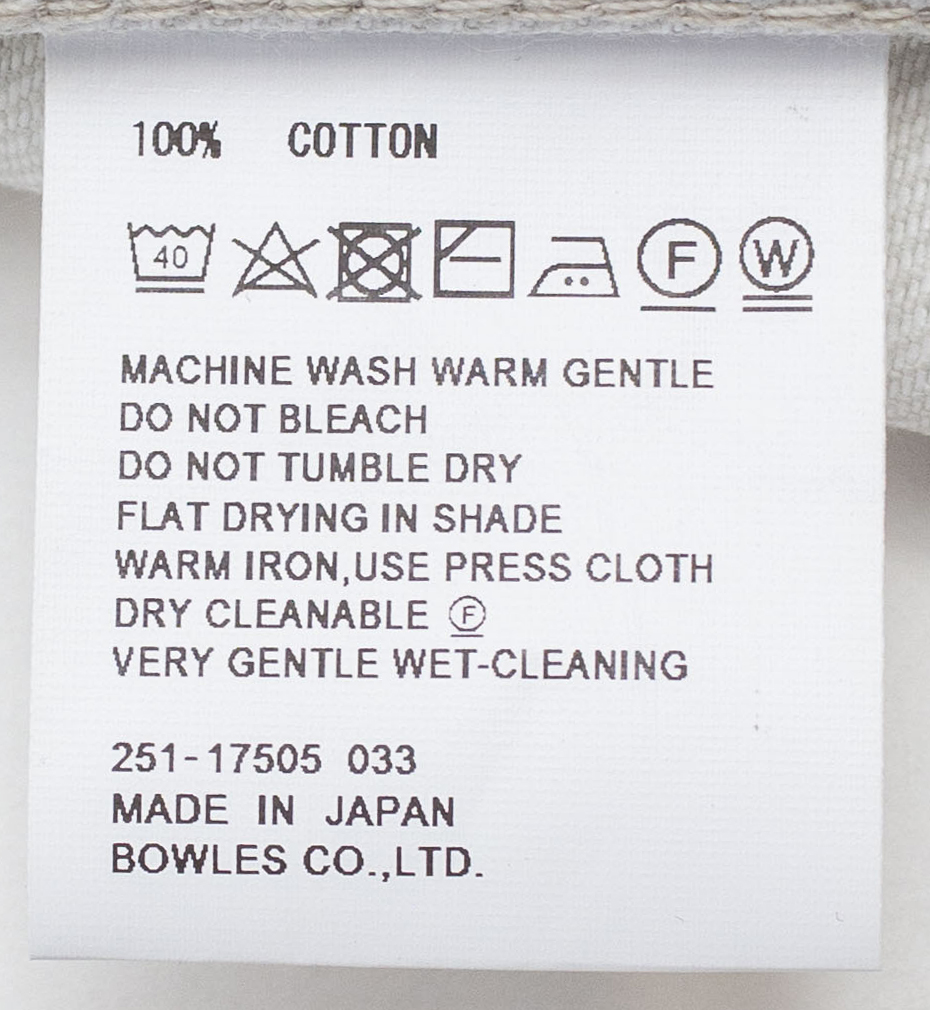 100% COTTON
40 F W
MACHINE WASH WARM GENTLE
DO NOT BLEACH
DO NOT TUMBLE DRY
FLAT DRYING IN SHADE
WARM IRON,USE PRESS CLOTH
DRY CLEANABLE Ⓕ
VERY GENTLE WET-CLEANING
251-17505 033
MADE IN JAPAN
BOWLES CO.,LTD.